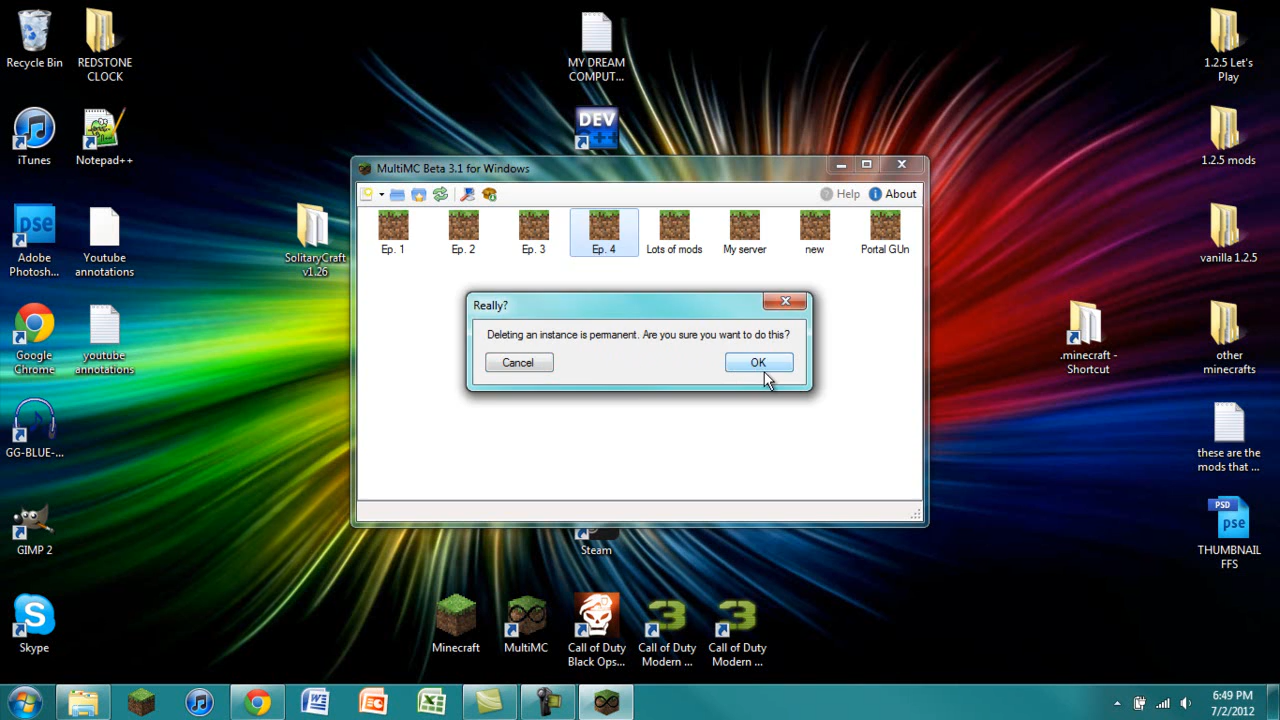 Recycle Bin
REDSTONE
CLOCK
MY DREAM
COMPUT...
1.2.5 Let's
Play
iTunes
Notepad++
DEV
++
1.2.5 mods
MultiMC Beta 3.1 for Windows
Help
About
Ep. 1
Ep. 2
Ep. 3
Ep. 4
Lots of mods
My server
new
Portal GUn
pse
Adobe
Photosh...
Youtube
annotations
SolitaryCraft
v1.26
vanilla 1.2.5
Really?
Deleting an instance is permanent. Are you sure you want to do this?
Cancel
OK
Google
Chrome
youtube
annotations
.minecraft -
Shortcut
other
minecrafts
GG-BLUE-...
these are the
mods that ...
GIMP 2
Steam
PSD
pse
THUMBNAIL
FFS
Skype
Minecraft
MultiMC
Call of Duty
Black Ops...
3
Call of Duty
Modern ...
3
Call of Duty
Modern ...
6:49 PM
7/2/2012